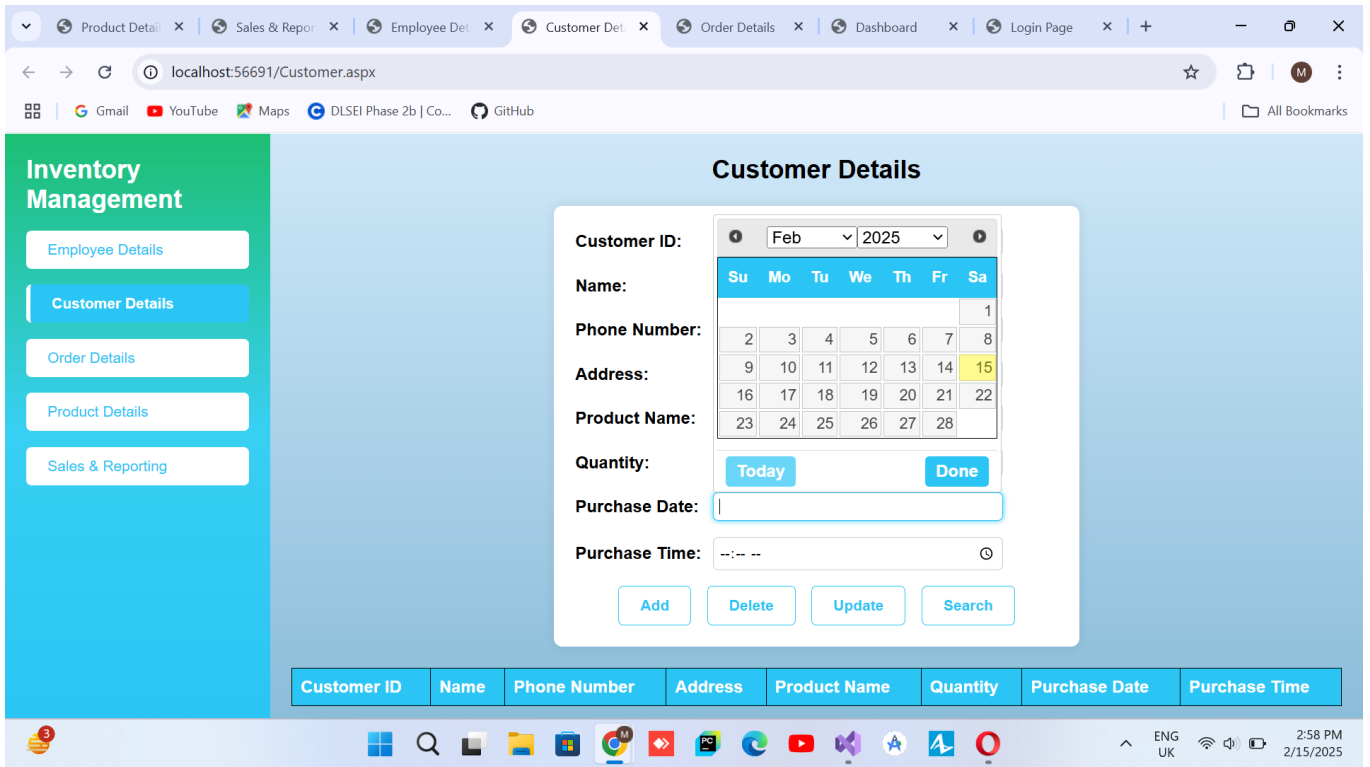 Product Detail
Sales & Repor
Employee Det
Customer Det
Order Details
Dashboard
Login Page
localhost:56691/Customer.aspx
M
Gmail
YouTube
Maps
DLSEI Phase 2b | Co...
GitHub
All Bookmarks
Inventory
Management
Employee Details
Customer Details
Order Details
Product Details
Sales & Reporting
Customer Details
Customer ID:
Name:
Phone Number:
Address:
Product Name:
Quantity:
Feb 2025
Su Mo Tu We Th Fr Sa
1
2 3 4 5 6 7 8
9 10 11 12 13 14 15
16 17 18 19 20 21 22
23 24 25 26 27 28
Today Done
Purchase Date:
Purchase Time: --:-- --
Add Delete Update Search
Customer ID Name Phone Number Address Product Name Quantity Purchase Date Purchase Time
3
M
PC
ENG
UK
2:58 PM
2/15/2025